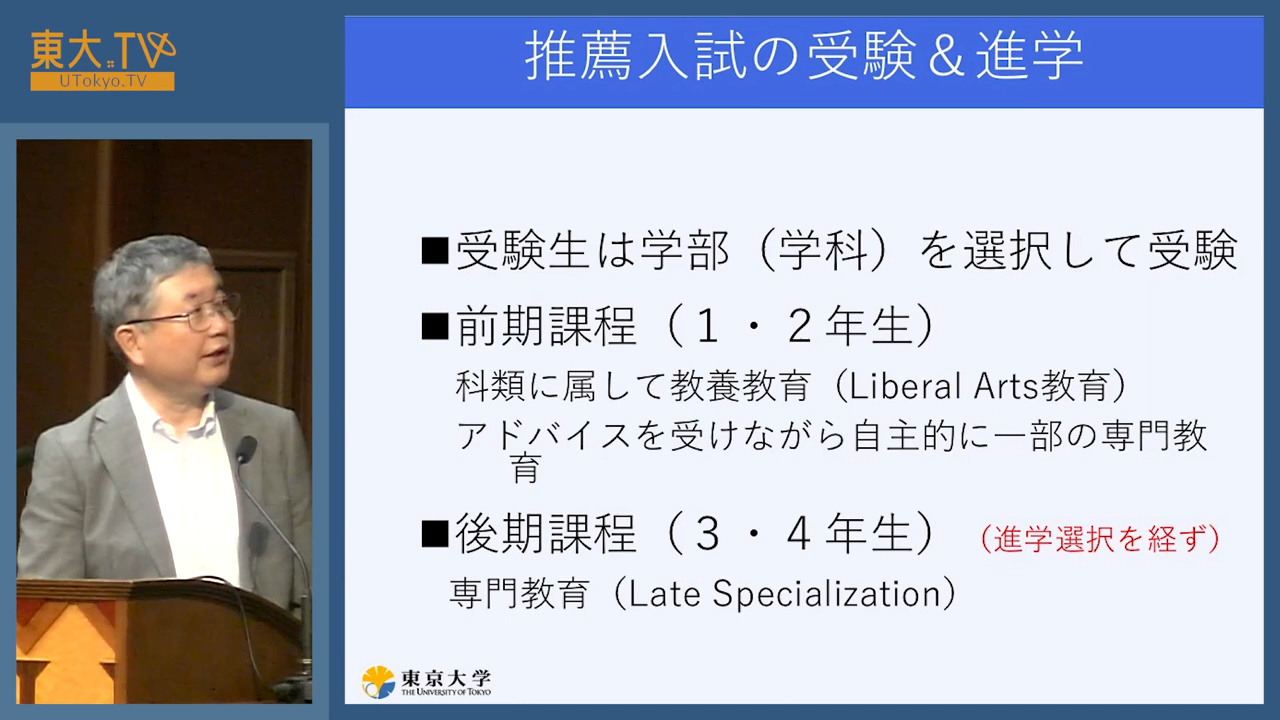 東大.TV
UTokyo.TV
推薦入試の受験＆進学
■受験生は学部（学科）を選択して受験
■前期課程（１・２年生）
科類に属して教養教育（Liberal Arts教育）
アドバイスを受けながら自主的に一部の専門教
育
■後期課程（３・４年生）（進学選択を経ず）
専門教育（Late Specialization）
東京大学
THE UNIVERSITY OF TOKYO